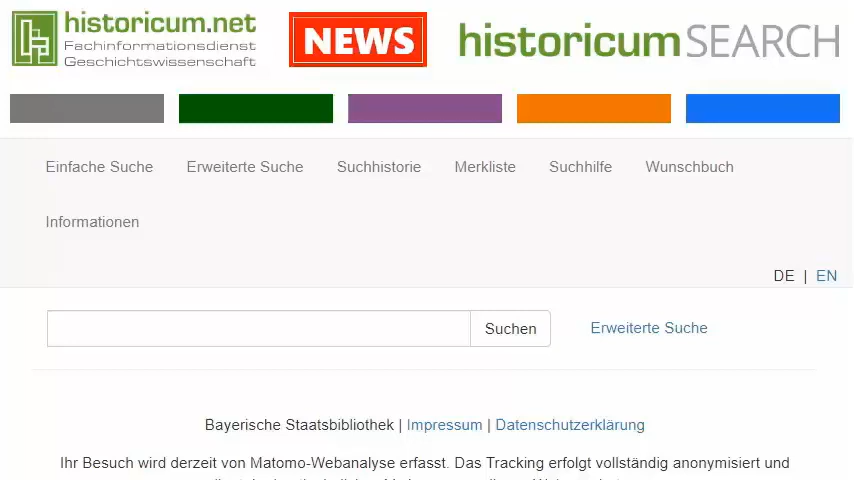 historicum.net
Fachinformationsdienst
Geschichtswissenschaft
NEWS
historicumSEARCH
Einfache Suche Erweiterte Suche Suchhistorie Merkliste Suchhilfe Wunschbuch
Informationen
DE | EN
Suchen Erweiterte Suche
Bayerische Staatsbibliothek | Impressum | Datenschutzerklärung
Ihr Besuch wird derzeit von Matomo-Webanalyse erfasst. Das Tracking erfolgt vollständig anonymisiert und